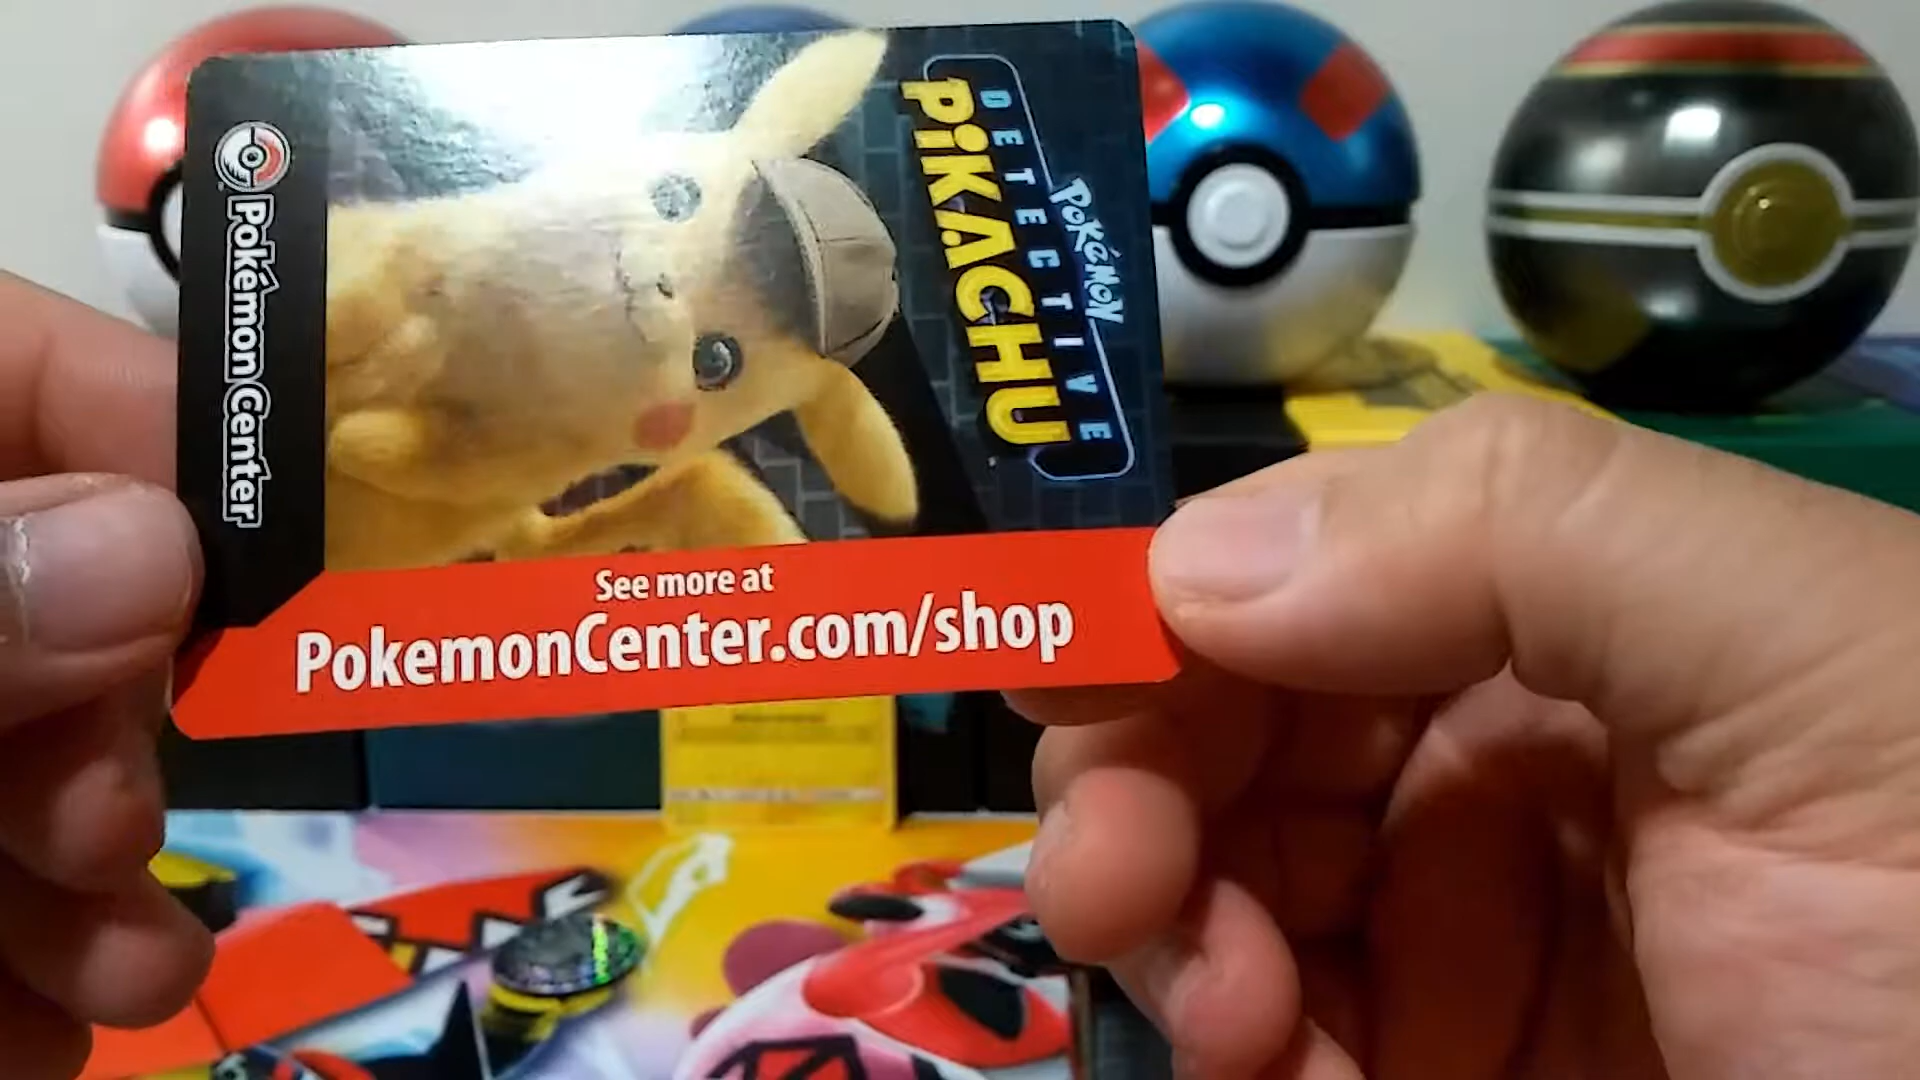 Pokémon Center
POKÉMON
DETECTIVE
PIKACHU
See more at
PokemonCenter.com/shop